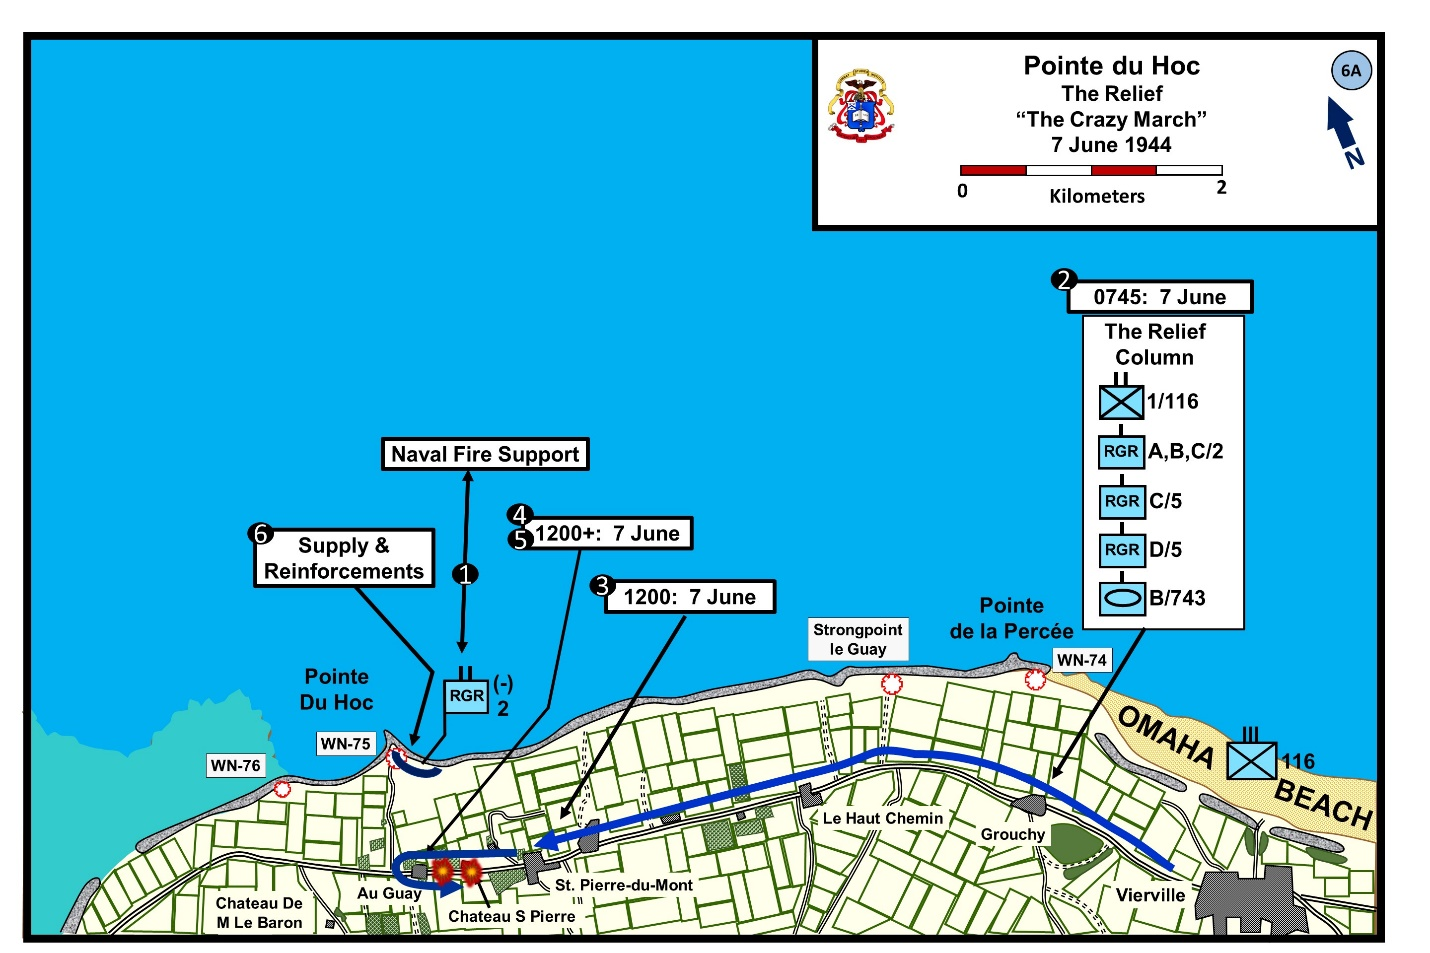 Pointe du Hoc
The Relief
“The Crazy March”
7 June 1944
0
2
Kilometers
6A
N
2
0745: 7 June
The Relief
Column
1/116
RGR
A,B,C/2
RGR
C/5
RGR
D/5
B/743
Naval Fire Support
4
5
1200+: 7 June
6
Supply &
Reinforcements
1
3
1200: 7 June
Pointe
de la Percée
Strongpoint
le Guay
WN-74
Pointe
Du Hoc
RGR
(-)
2
WN-75
WN-76
OMAHA
BEACH
116
Le Haut Chemin
Grouchy
Au Guay
St. Pierre-du-Mont
Vierville
Chateau De
M Le Baron
Chateau S Pierre